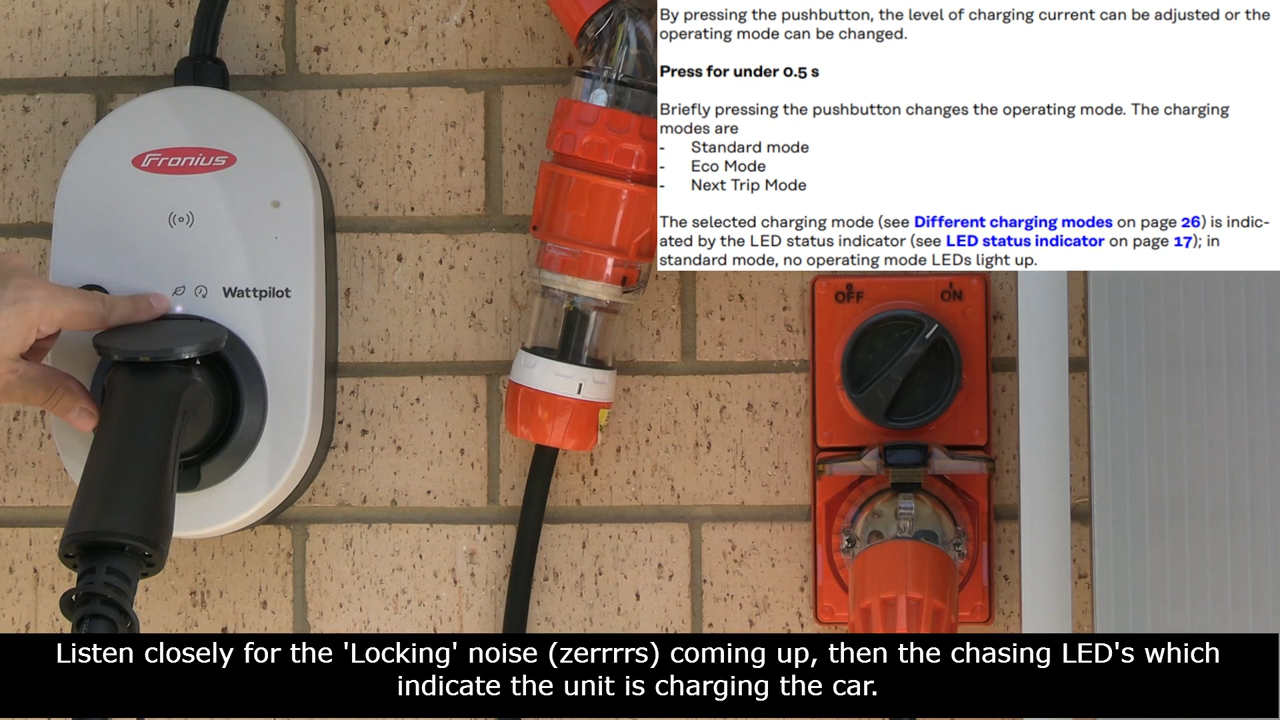 By pressing the pushbutton, the level of charging current can be adjusted or the
operating mode can be changed.
Press for under 0.5 s
Briefly pressing the pushbutton changes the operating mode. The charging
modes are
- Standard mode
- Eco Mode
- Next Trip Mode
The selected charging mode (see Different charging modes on page 26) is indic-
ated by the LED status indicator (see LED status indicator on page 17); in
standard mode, no operating mode LEDs light up.
Fronius
Wattpilot
OFF ON
Listen closely for the 'Locking' noise (zerrrrs) coming up, then the chasing LED's which
indicate the unit is charging the car.